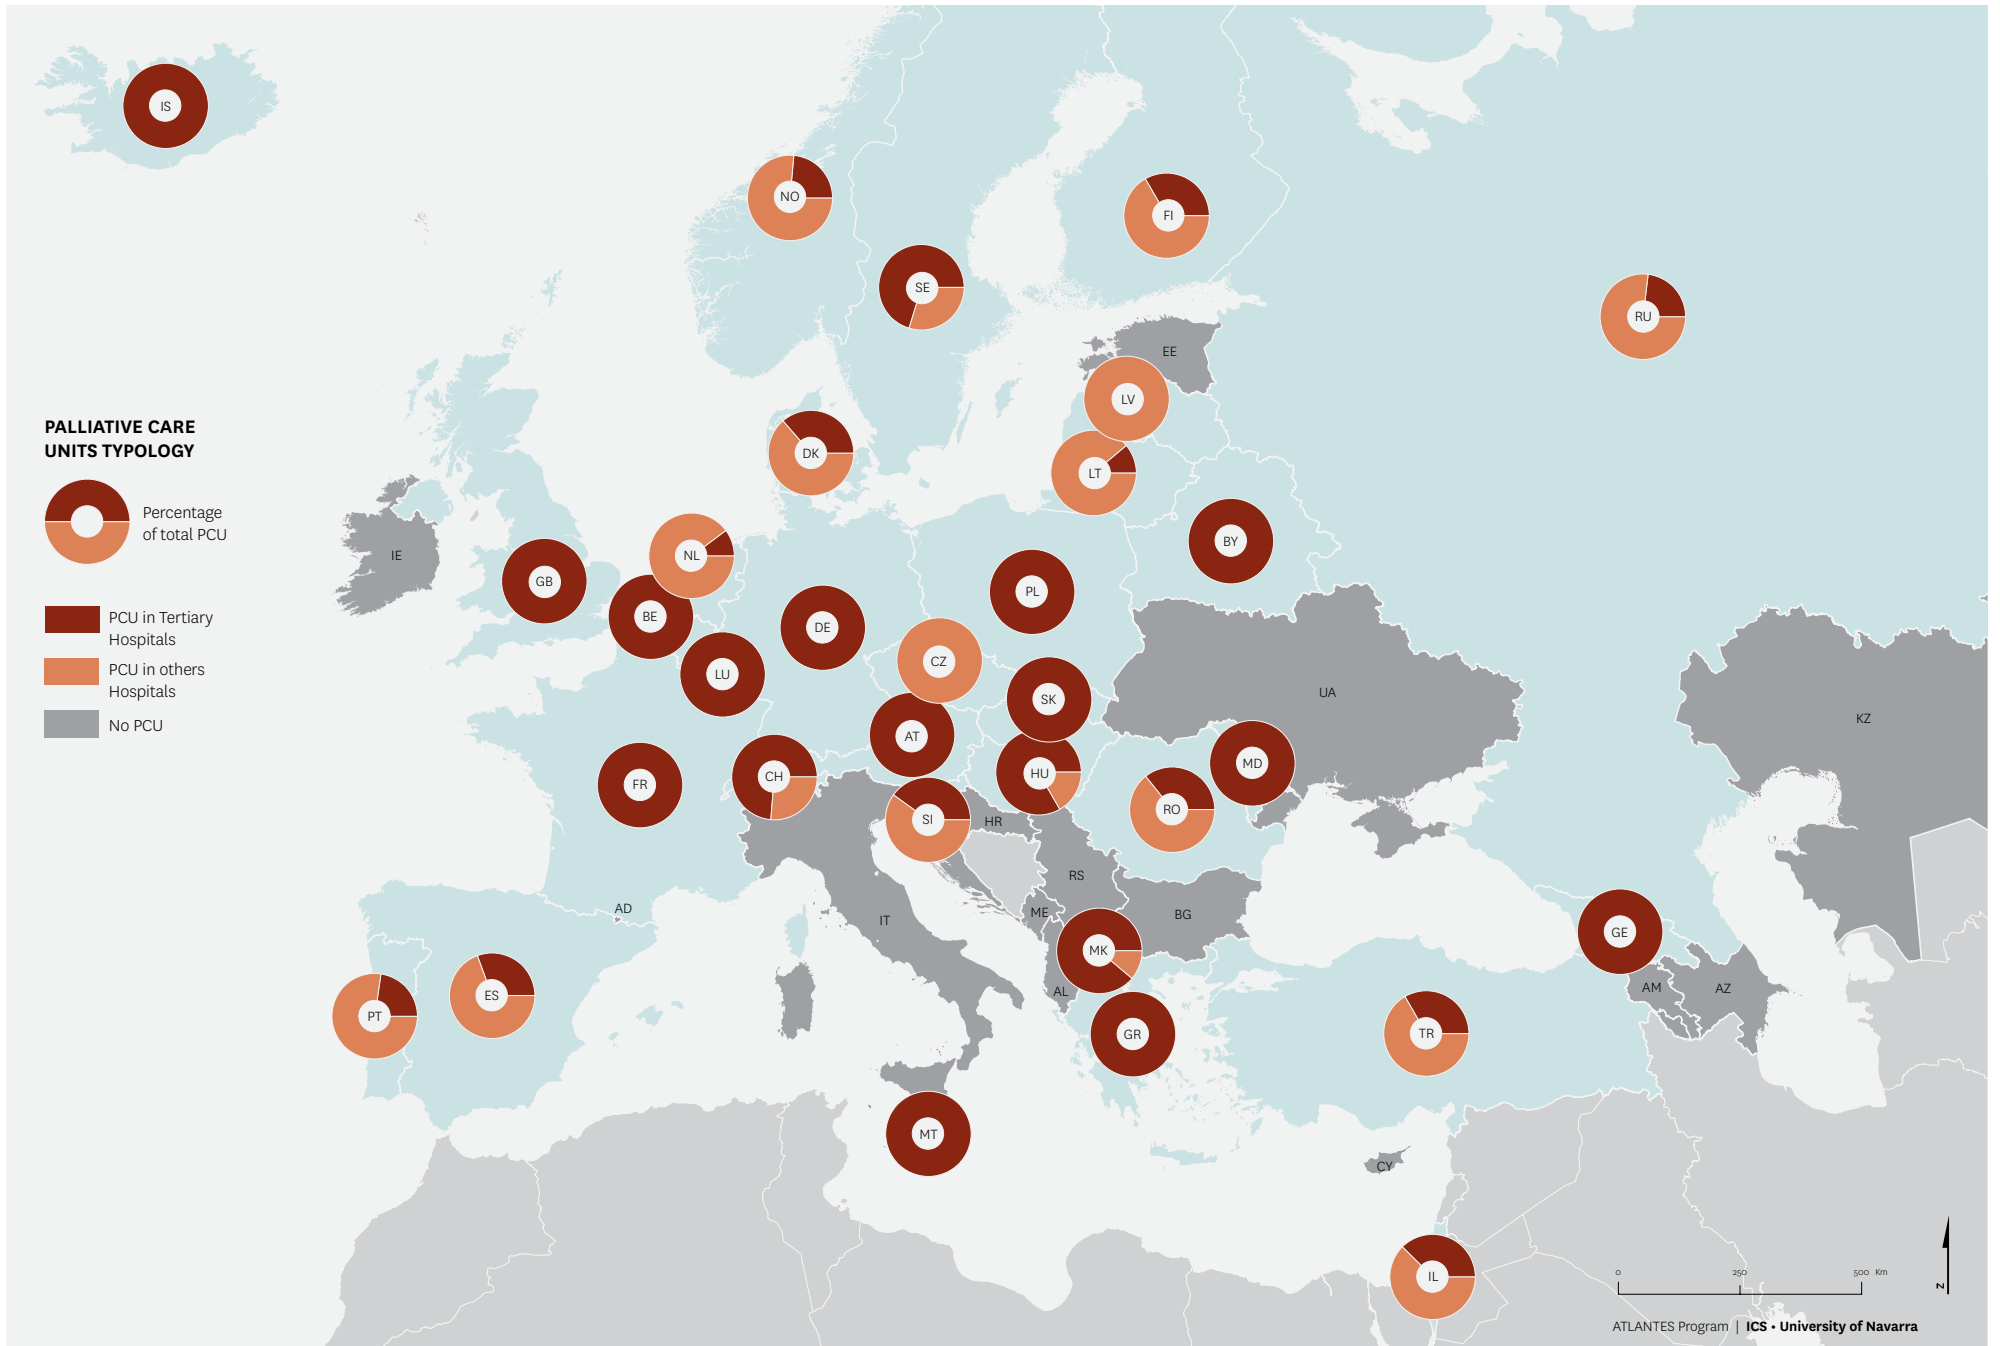 IS
NO
FI
SE
RU
EE
LV
DK
LT
PALLIATIVE CARE
UNITS TYPOLOGY
Percentage
of total PCU
PCU in Tertiary
Hospitals
PCU in others
Hospitals
No PCU
IE
GB
NL
BE
BY
PL
DE
LU
CZ
SK
UA
KZ
AT
HU
MD
CH
FR
RO
SI
HR
RS
AD
IT
ME
BG
MK
GE
AL
AM
AZ
ES
PT
GR
TR
MT
CY
IL
0 250 500 Km
N
ATLANTES Program | ICS • University of Navarra